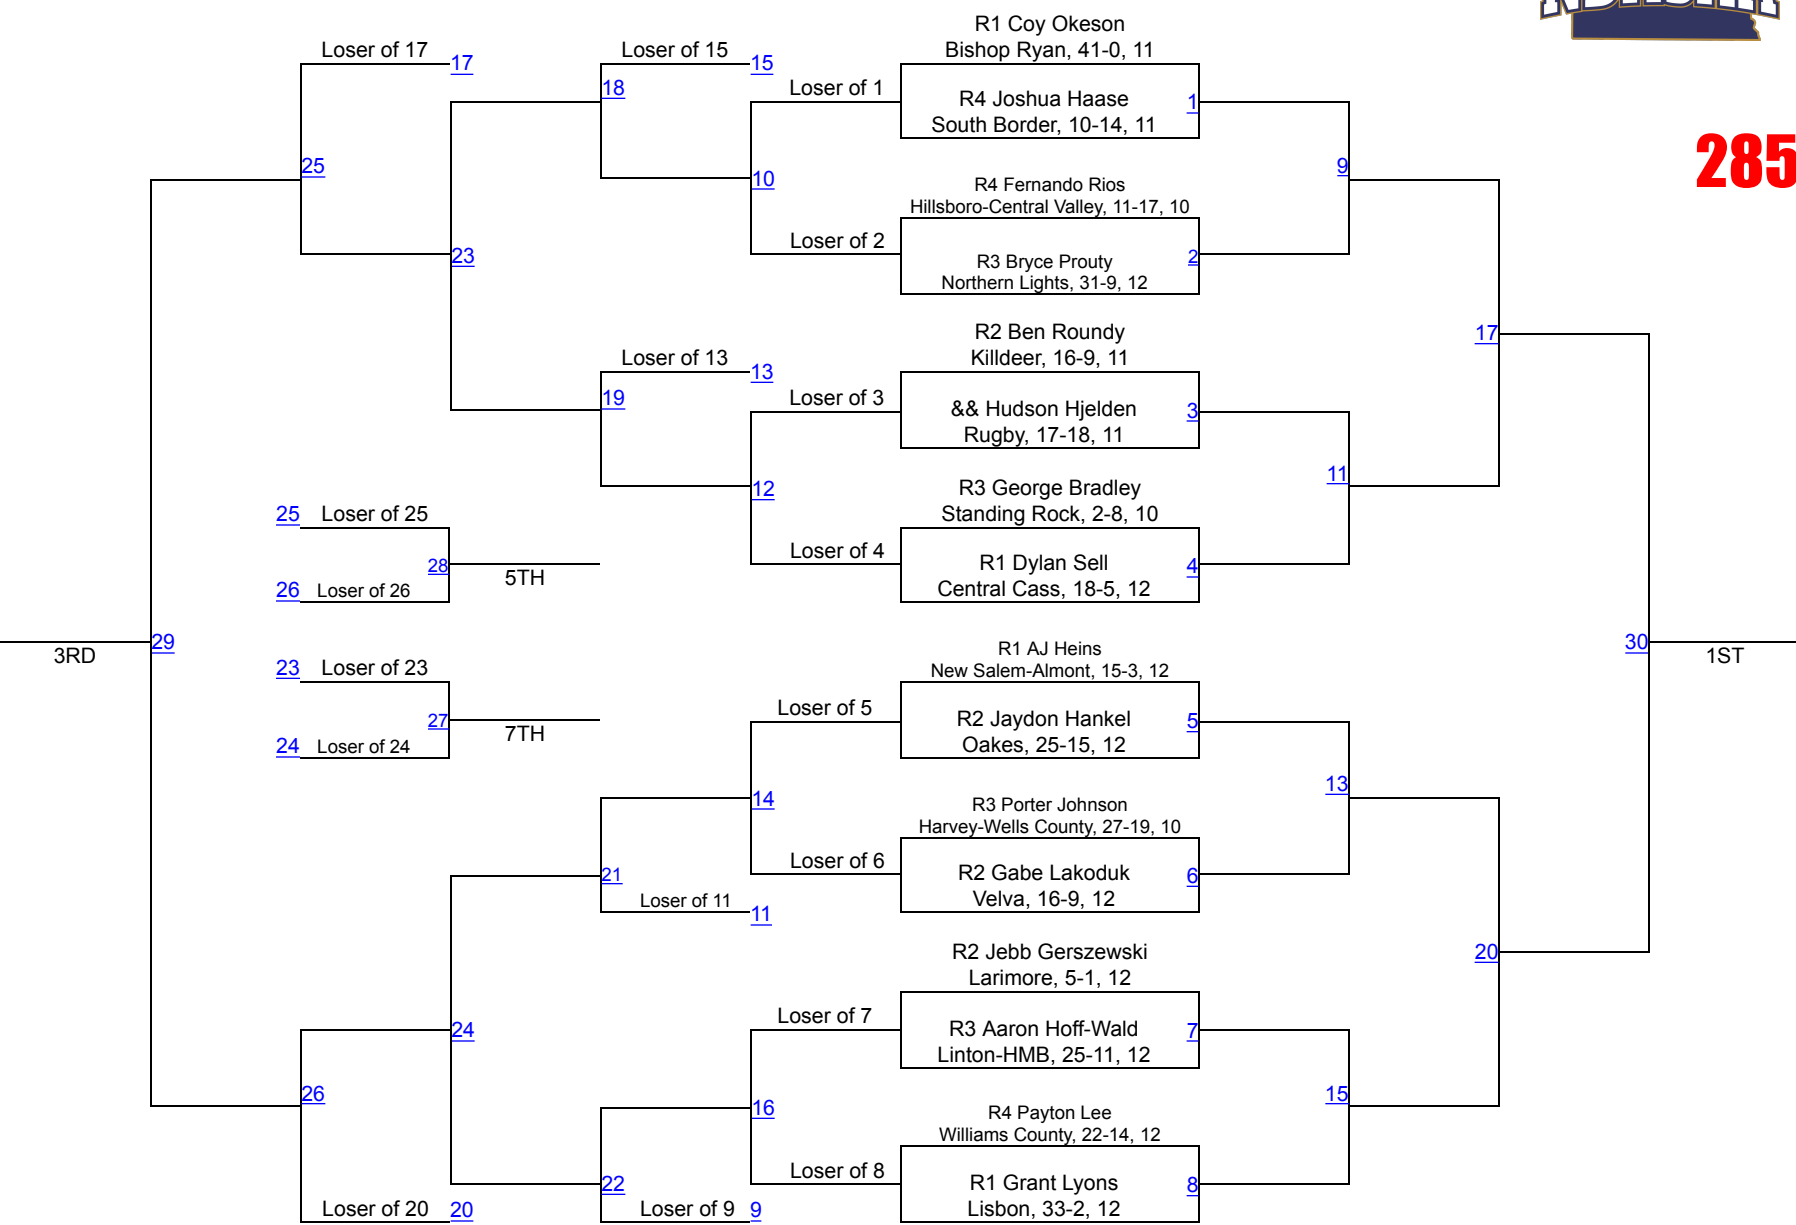 NDHSAA
285
R1 Coy Okeson
Bishop Ryan, 41-0, 11
Loser of 17
17
Loser of 15
15
18
Loser of 1
R4 Joshua Haase
1
South Border, 10-14, 11
25
10
9
R4 Fernando Rios
Hillsboro-Central Valley, 11-17, 10
Loser of 2
23
2
R3 Bryce Prouty
Northern Lights, 31-9, 12
R2 Ben Roundy
17
Killdeer, 16-9, 11
Loser of 13
13
19
Loser of 3
&& Hudson Hjelden
3
Rugby, 17-18, 11
12
11
R3 George Bradley
Standing Rock, 2-8, 10
25
Loser of 25
Loser of 4
R1 Dylan Sell
4
Central Cass, 18-5, 12
28
5TH
26
Loser of 26
29
3RD
30
1ST
R1 AJ Heins
New Salem-Almont, 15-3, 12
23
Loser of 23
Loser of 5
R2 Jaydon Hankel
5
Oakes, 25-15, 12
27
7TH
24
Loser of 24
14
13
R3 Porter Johnson
Harvey-Wells County, 27-19, 10
Loser of 6
R2 Gabe Lakoduk
6
Velva, 16-9, 12
21
Loser of 11
11
R2 Jebb Gerszewski
Larimore, 5-1, 12
20
Loser of 7
R3 Aaron Hoff-Wald
7
Linton-HMB, 25-11, 12
24
26
16
15
R4 Payton Lee
Williams County, 22-14, 12
Loser of 8
R1 Grant Lyons
8
Lisbon, 33-2, 12
22
Loser of 20
20
Loser of 9
9